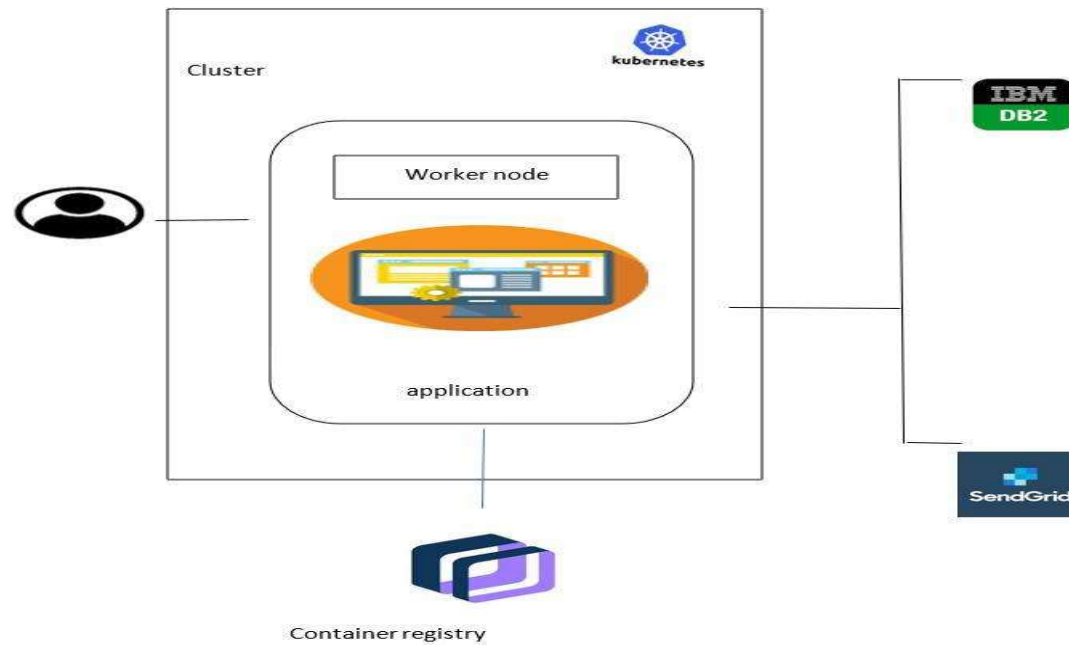 kubernetes
Cluster
IBM
DB2
Worker node
application
SendGrid
Container registry